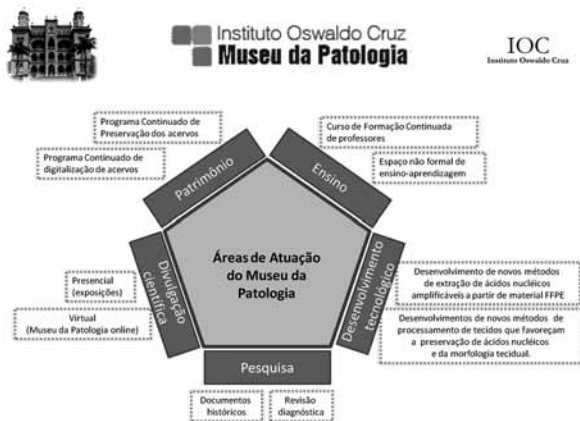 Instituto Oswaldo Cruz
Museu da Patologia
IOC
Instituto Oswaldo Cruz
Programa Continuado de
Preservação dos acervos
Programa Continuado de
digitalização de acervos
Patrimônio
Curso de Formação Continuada
de professores
Espaço não formal de
ensino-aprendizagem
Ensino
Áreas de Atuação
do Museu da
Patologia
Divulgação
científica
Presencial
(exposições)
Virtual
(Museu da Patologia online)
Desenvolvimento
tecnológico
Desenvolvimento de novos métodos
de extração de ácidos nucléicos
amplificáveis a partir de material FFPE
Desenvolvimentos de novos métodos de
processamento de tecidos que favoreçam
a preservação de ácidos nucléicos
e da morfologia tecidual.
Pesquisa
Documentos
históricos
Revisão
diagnóstica